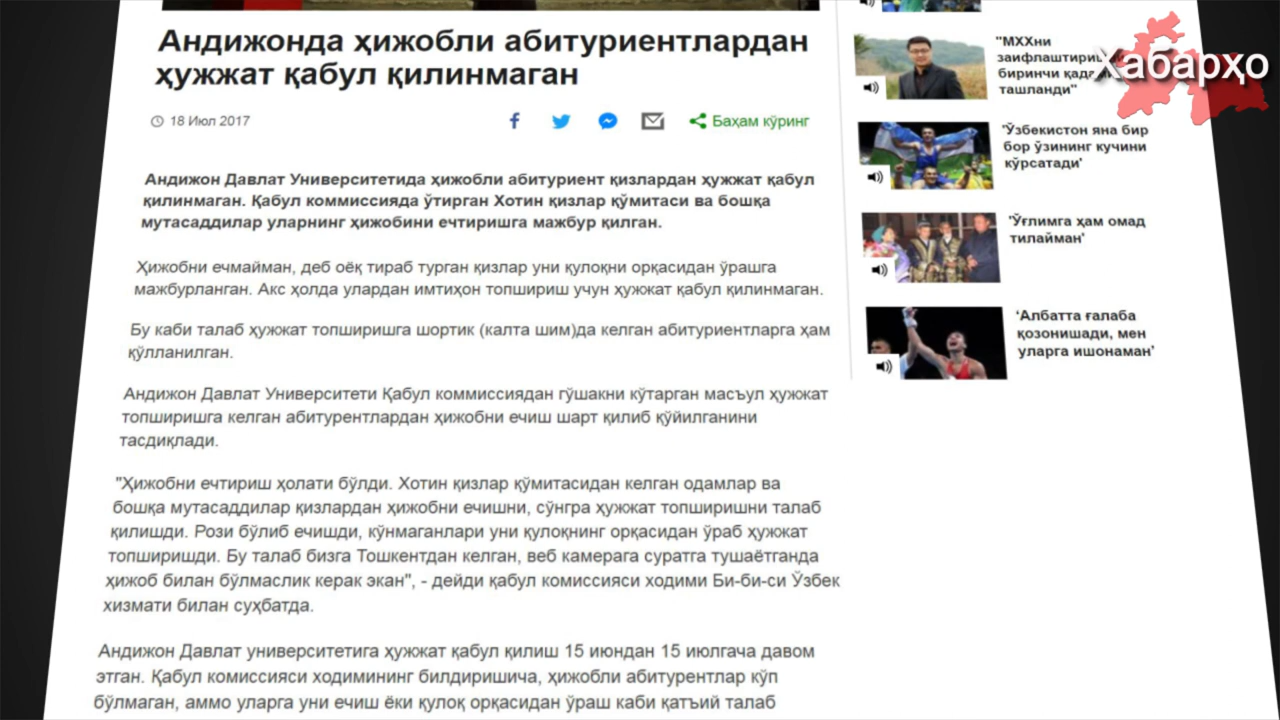 Андижонда ҳижобли абитуриентлардан
ҳужжат қабул қилинмаган
18 Июл 2017
Баҳам кўринг
Андижон Давлат Университетида ҳижобли абитуриент қизлардан ҳужжат қабул
қилинмаган. Қабул комиссияда ўтирган Хотин қизлар қўмитаси ва бошқа
мутасаддилар уларнинг ҳижобини ечтиришга мажбур қилган.
Ҳижобни ечмайман, деб оёқ тираб турган қизлар уни қулоқни орқасидан ўрашга
мажбурланган. Акс ҳолда улардан имтиҳон топшириш учун ҳужжат қабул қилинмаган.
Бу каби талаб ҳужжат топширишга шортик (калта шим)да келган абитуриентларга ҳам
қўлланилган.
Андижон Давлат Университети Қабул коммиссиядан гўшакни кўтарган масъул ҳужжат
топширишга келган абитурентлардан ҳижобни ечиш шарт қилиб қўйилганини
тасдиқлади.
"Ҳижобни ечтириш ҳолати бўлди. Хотин қизлар қўмитасидан келган одамлар ва
бошқа мутасаддилар қизлардан ҳижобни ечишни, сўнгра ҳужжат топширишни талаб
қилишди. Рози бўлиб ечишди, кўнмаганлари уни қулоқнинг орқасидан ўраб ҳужжат
топширишди. Бу талаб бизга Тошкентдан келган, веб камерага суратга тушаётганда
ҳижоб билан бўлмаслик керак экан", - дейди қабул комиссияси ходими Би-би-си Ўзбек
хизмати билан суҳбатда.
Андижон Давлат университетига ҳужжат қабул қилиш 15 июндан 15 июлгача давом
этган. Қабул комиссияси ходимининг билдиришича, ҳижобли абитурентлар кўп
бўлмаган, аммо уларга уни ечиш ёки қулоқ орқасидан ўраш каби қатъий талаб
"МХХни
биринчи
ташланди"
'Ўзбекистон яна бир
бор ўзининг кучини
кўрсатади'
'Ўғлимга ҳам омад
тилайман'
‘Албатта ғалаба
қозонишади, мен
уларга ишонаман’
Хабарҳо